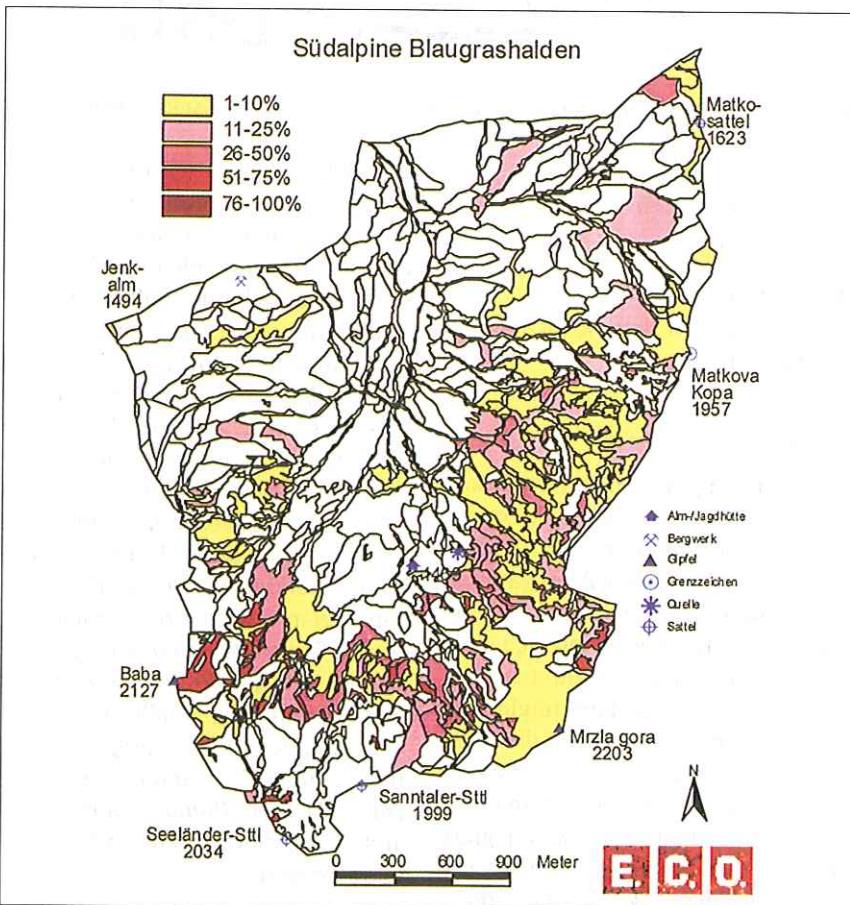 Südalpine Blaugrashalden
1-10%
11-25%
26-50%
51-75%
76-100%
Matko-
sattel
1623
Jenk-
alm
1494
Matkova
Kopa
1957
Alm-/Jagdhütte
Bergwerk
Gipfel
Grenzzeichen
Quelle
Sattel
Baba
2127
Mrzla gora
2203
N
Sanntaler-Sttl
1999
Seeländer-Sttl
2034
0 300 600 900 Meter
E.C.O.